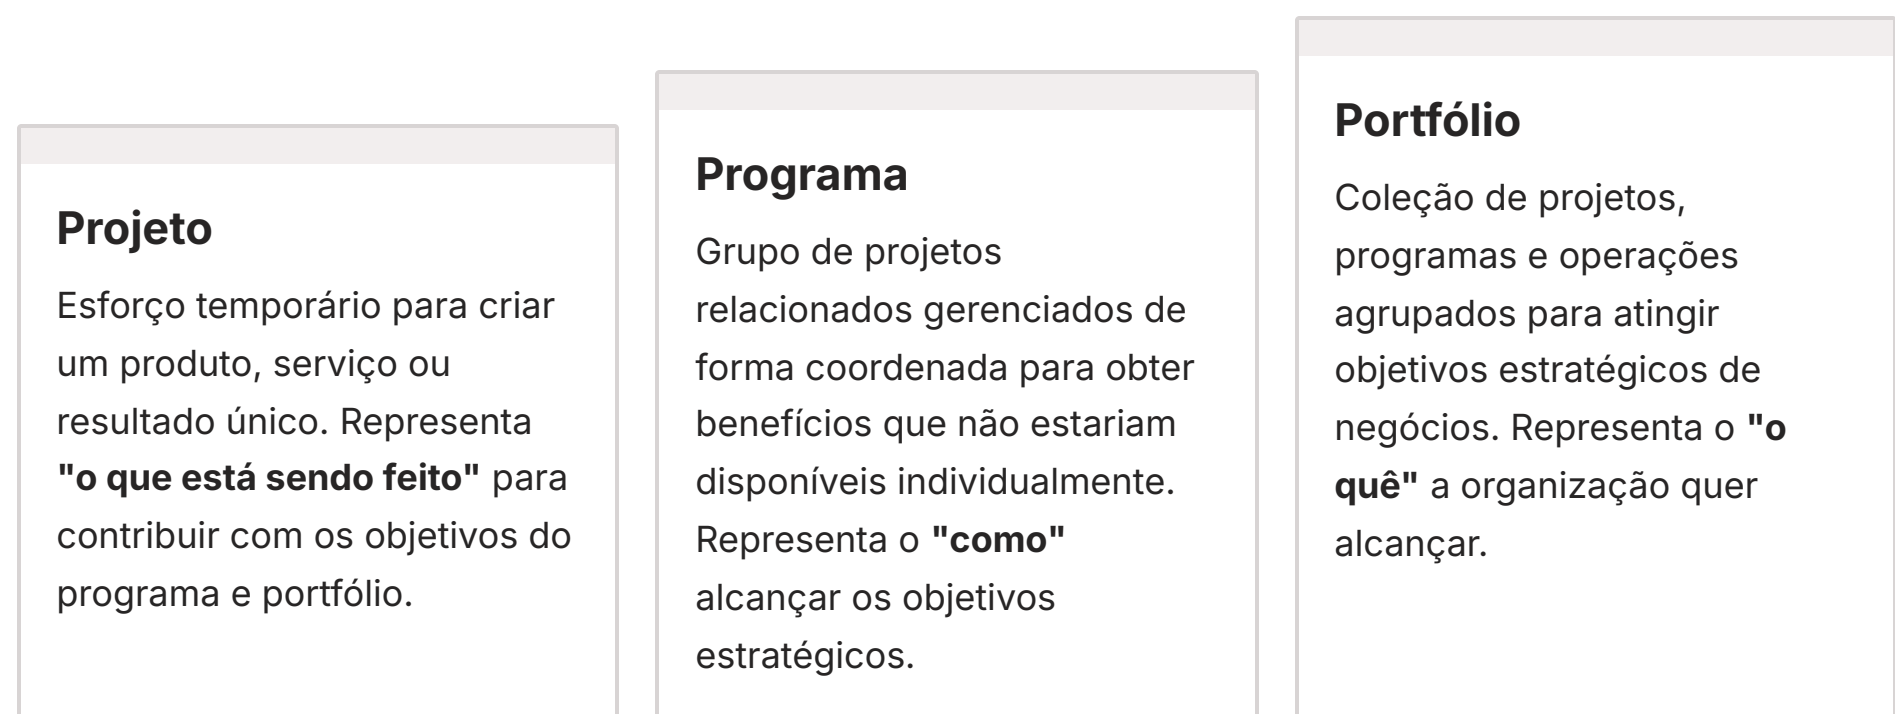 Projeto
Esforço temporário para criar
um produto, serviço ou
resultado único. Representa
"o que está sendo feito" para
contribuir com os objetivos do
programa e portfólio.
Programa
Grupo de projetos
relacionados gerenciados de
forma coordenada para obter
benefícios que não estariam
disponíveis individualmente.
Representa o "como"
alcançar os objetivos
estratégicos.
Portfólio
Coleção de projetos,
programas e operações
agrupados para atingir
objetivos estratégicos de
negócios. Representa o "o
quê" a organização quer
alcançar.